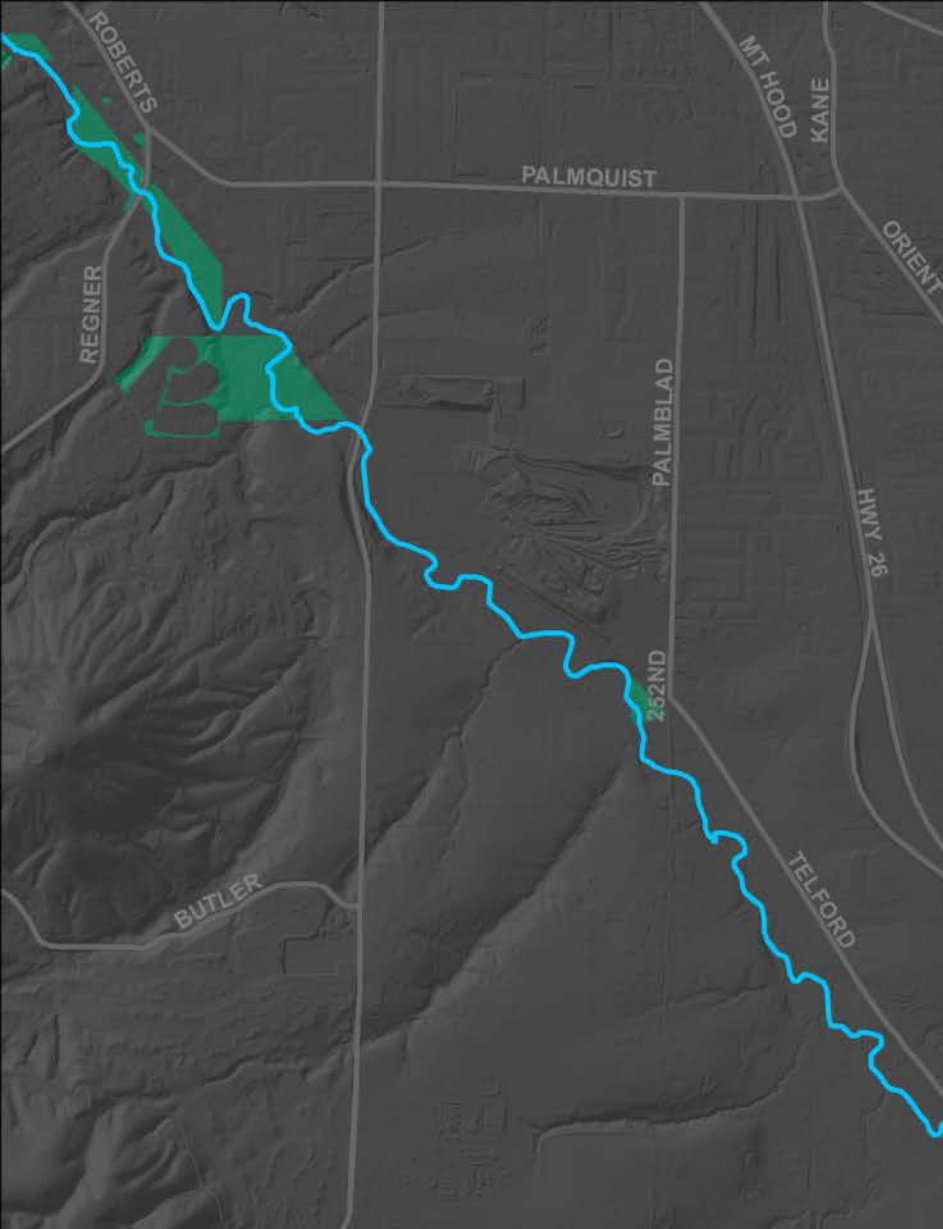 ROBERTS
MT HOOD
KANE
PALMQUIST
ORIENT
REGNER
PALMBLAD
HWY 26
252ND
TELFORD
BUTLER